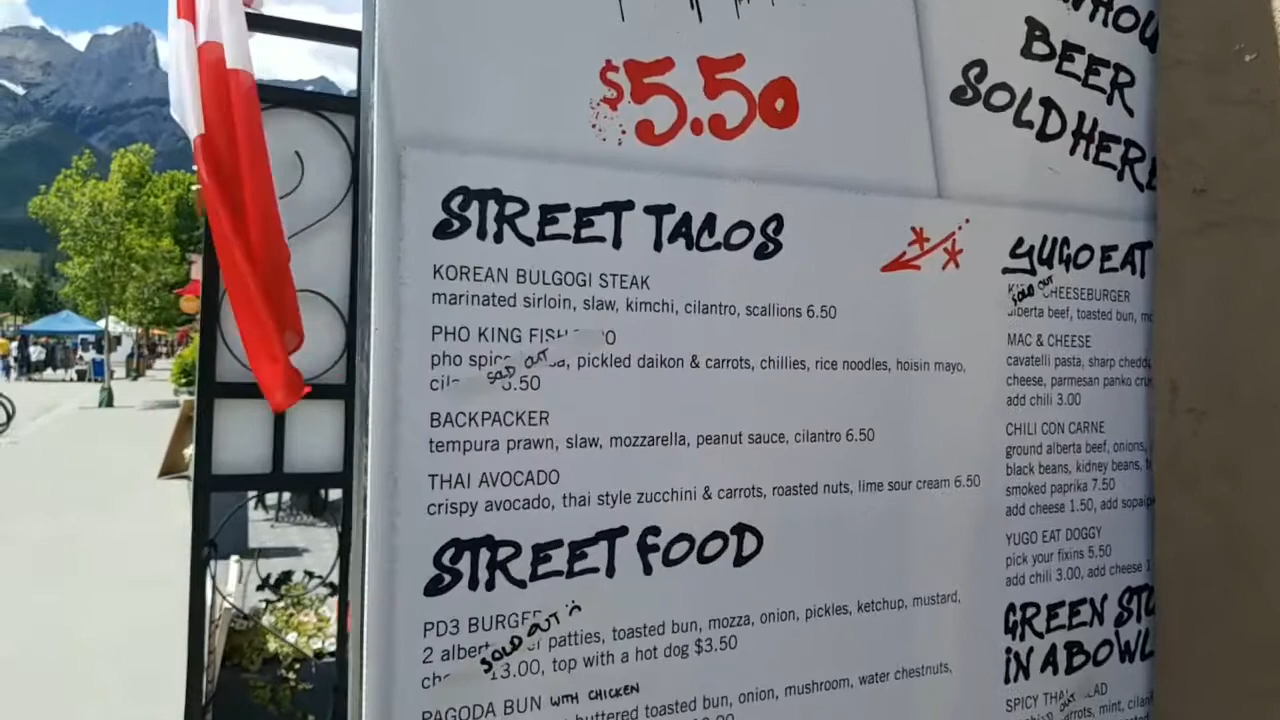 $5.50
BEER
SOLD HERE
STREET TACOS
KOREAN BULGOGI STEAK
marinated sirloin, slaw, kimchi, cilantro, scallions 6.50
PHO KING
pho, pickled daikon & carrots, chillies, rice noodles, hoisin mayo,
SOLD OUT
BACKPACKER
tempura prawn, slaw, mozzarella, peanut sauce, cilantro 6.50
THAI AVOCADO
crispy avocado, thai style zucchini & carrots, roasted nuts, lime sour cream 6.50
STREET FOOD
PD3
SOLD OUT
2 patties, toasted bun, mozza, onion, pickles, ketchup, mustard,
13.00, top with a hot dog $3.50
PAGODA BUN WITH CHICKEN
buttered toasted bun, onion, mushroom, water chestnuts,
YUGO EAT
SOLD OUT
CHEESEBURGER
alberta beef, toasted bun,
MAC & CHEESE
cavatelli pasta, sharp
cheese, parmesan panko
add chili 3.00
CHILI CON CARNE
ground alberta beef, onions,
black beans, kidney beans,
smoked paprika 7.50
add cheese 1.50, add
YUGO EAT DOGGY
pick your fixins 5.50
add chili 3.00, add cheese
GREEN
IN A BOWL
SPICY
OUT
carrots, mint,